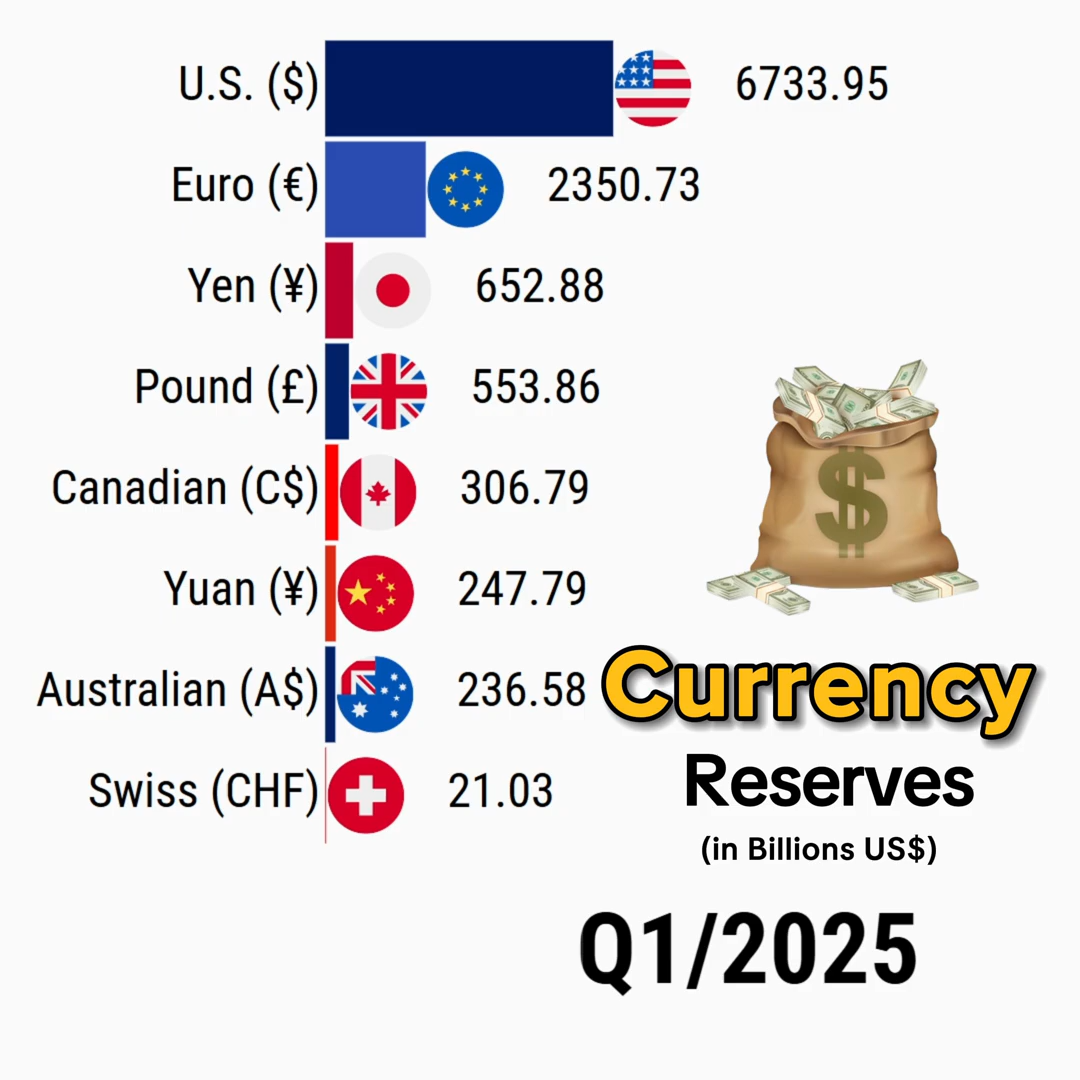 U.S. ($) 6733.95
Euro (€) 2350.73
Yen (¥) 652.88
Pound (£) 553.86
Canadian (C$) 306.79
Yuan (¥) 247.79
Australian (A$) 236.58
Swiss (CHF) 21.03
$
Currency
Reserves
(in Billions US$)
Q1/2025